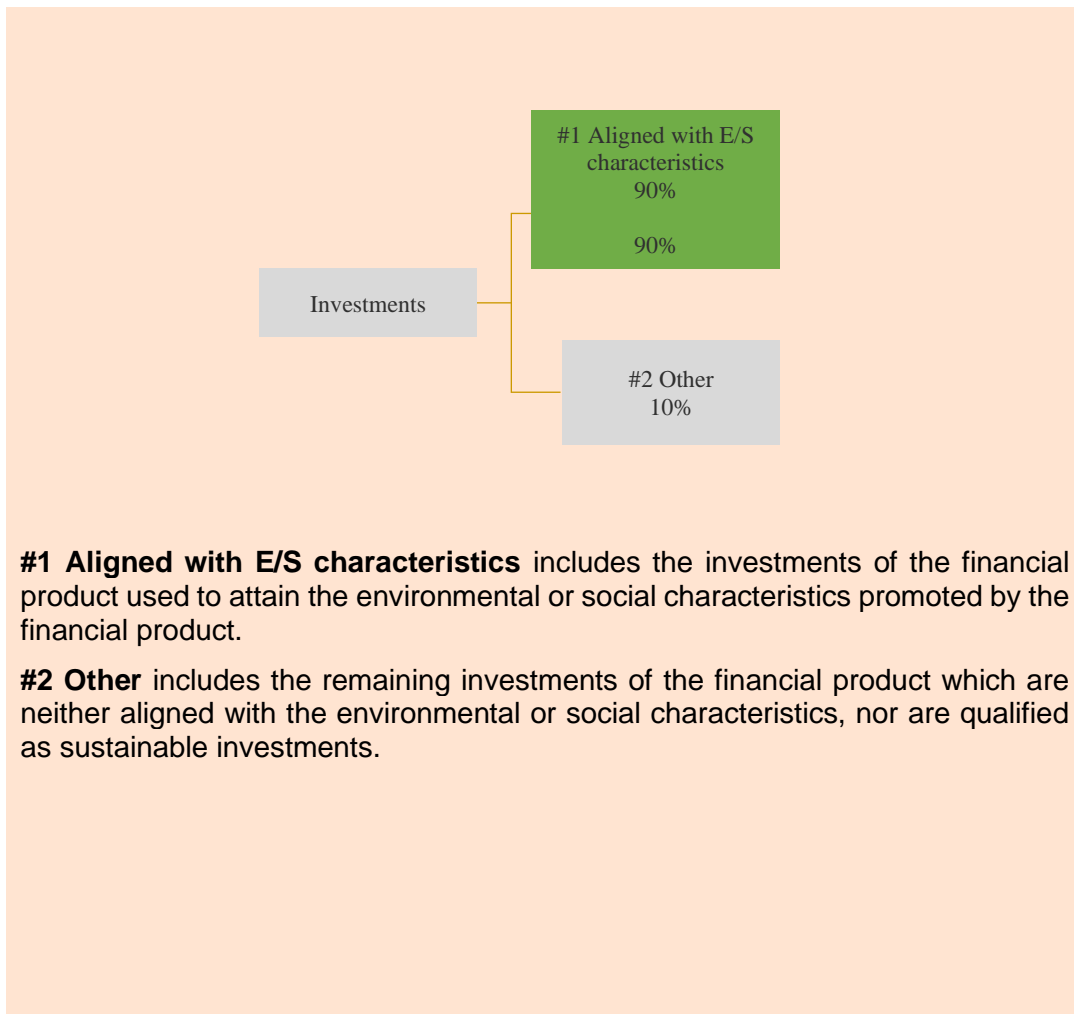 #1 Aligned with E/S
characteristics
90%
90%
Investments
#2 Other
10%
#1 Aligned with E/S characteristics includes the investments of the financial
product used to attain the environmental or social characteristics promoted by the
financial product.
#2 Other includes the remaining investments of the financial product which are
neither aligned with the environmental or social characteristics, nor are qualified
as sustainable investments.